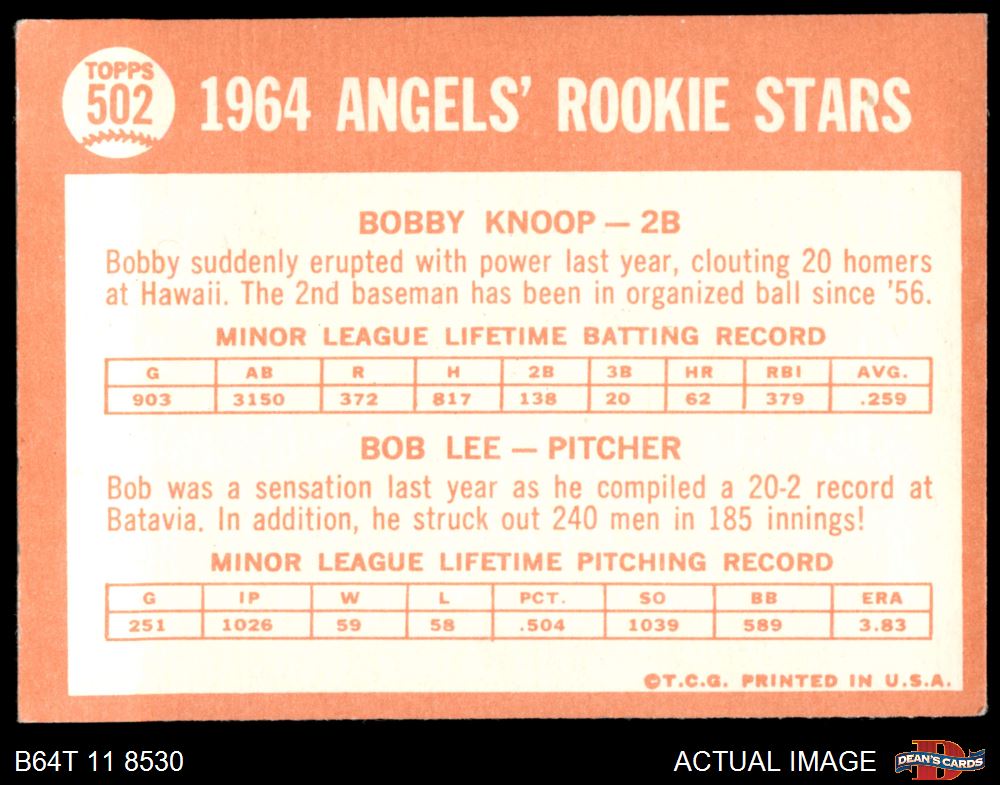 TOPPS
502
1964 ANGELS' ROOKIE STARS
BOBBY KNOOP — 2B
Bobby suddenly erupted with power last year, clouting 20 homers
at Hawaii. The 2nd baseman has been in organized ball since '56.
MINOR LEAGUE LIFETIME BATTING RECORD
G AB R H 2B 3B HR RBI AVG.
903 3150 372 817 138 20 62 379 .259
BOB LEE — PITCHER
Bob was a sensation last year as he compiled a 20-2 record at
Batavia. In addition, he struck out 240 men in 185 innings!
MINOR LEAGUE LIFETIME PITCHING RECORD
G IP W L PCT. SO BB ERA
251 1026 59 58 .504 1039 589 3.83
©T.C.G. PRINTED IN U.S.A.
B64T 11 8530
ACTUAL IMAGE
DEAN'S CARDS